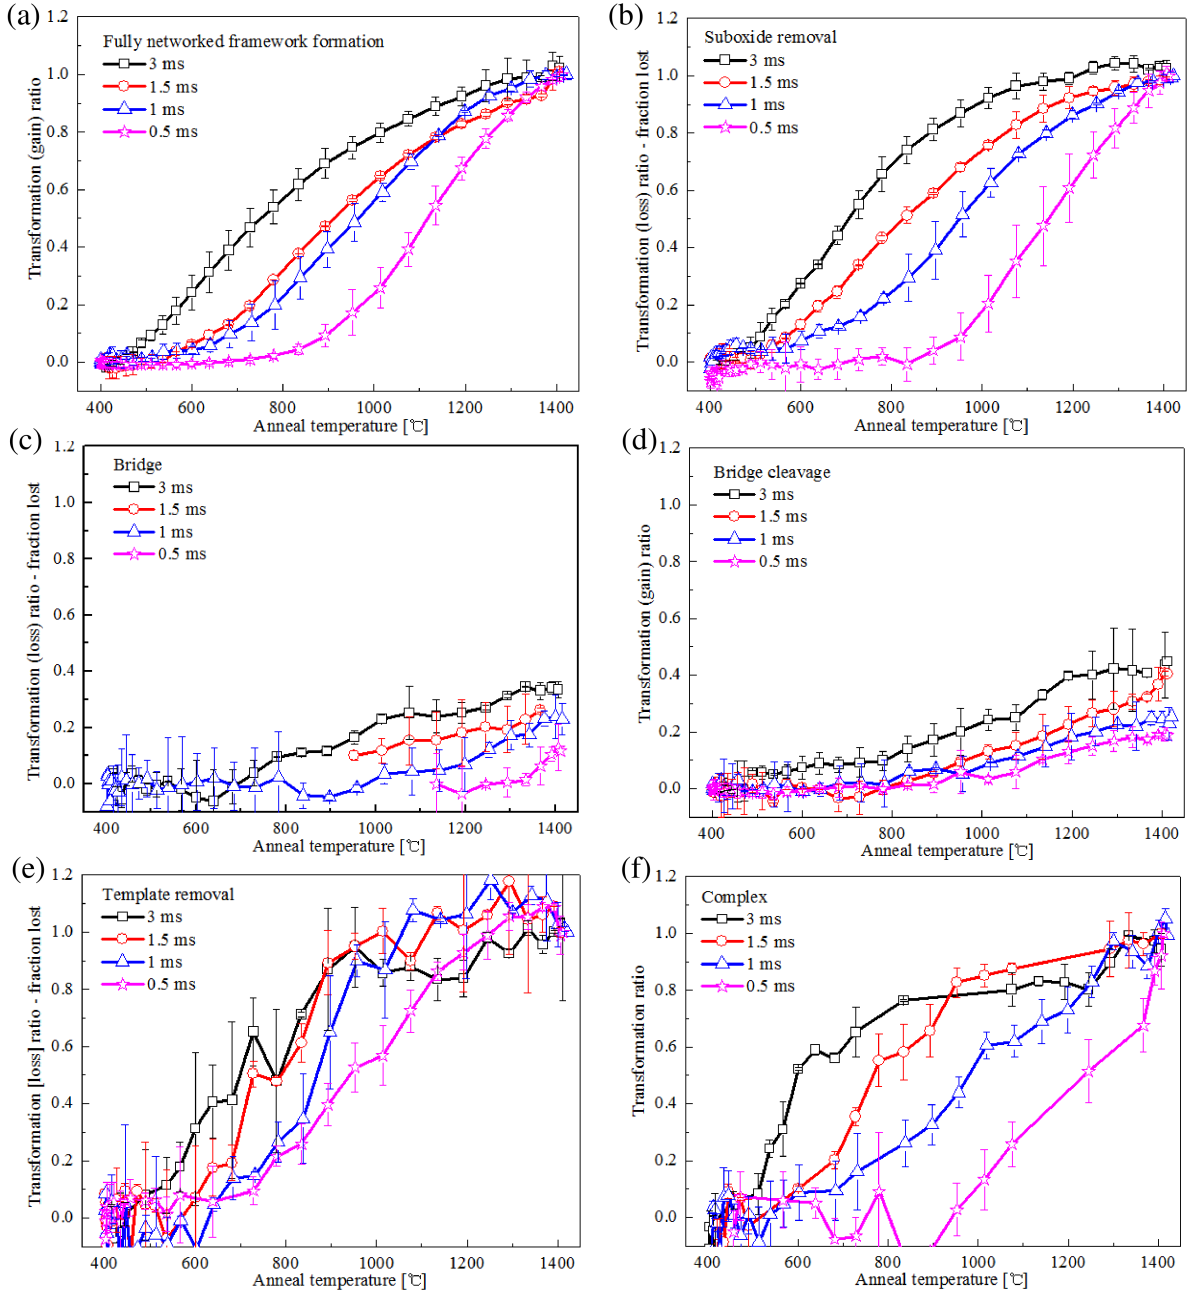 (a)
1.2
1.0
0.8
0.6
0.4
0.2
0.0
Transformation (gain) ratio
Fully networked framework formation
3 ms
1.5 ms
1 ms
0.5 ms
400 600 800 1000 1200 1400
Anneal temperature [℃]
(b)
1.2
1.0
0.8
0.6
0.4
0.2
0.0
Transformation (loss) ratio - fraction lost
Suboxide removal
3 ms
1.5 ms
1 ms
0.5 ms
400 600 800 1000 1200 1400
Anneal temperature [℃]
(c)
1.2
1.0
0.8
0.6
0.4
0.2
0.0
Transformation (loss) ratio - fraction lost
Bridge
3 ms
1.5 ms
1 ms
0.5 ms
400 600 800 1000 1200 1400
Anneal temperature [℃]
(d)
1.2
1.0
0.8
0.6
0.4
0.2
0.0
Transformation (gain) ratio
Bridge cleavage
3 ms
1.5 ms
1 ms
0.5 ms
400 600 800 1000 1200 1400
Anneal temperature [℃]
(e)
1.2
1.0
0.8
0.6
0.4
0.2
0.0
Transformation [loss] ratio - fraction lost
Template removal
3 ms
1.5 ms
1 ms
0.5 ms
400 600 800 1000 1200 1400
Anneal temperature [℃]
(f)
1.2
1.0
0.8
0.6
0.4
0.2
0.0
Transformation ratio
Complex
3 ms
1.5 ms
1 ms
0.5 ms
400 600 800 1000 1200 1400
Anneal temperature [℃]